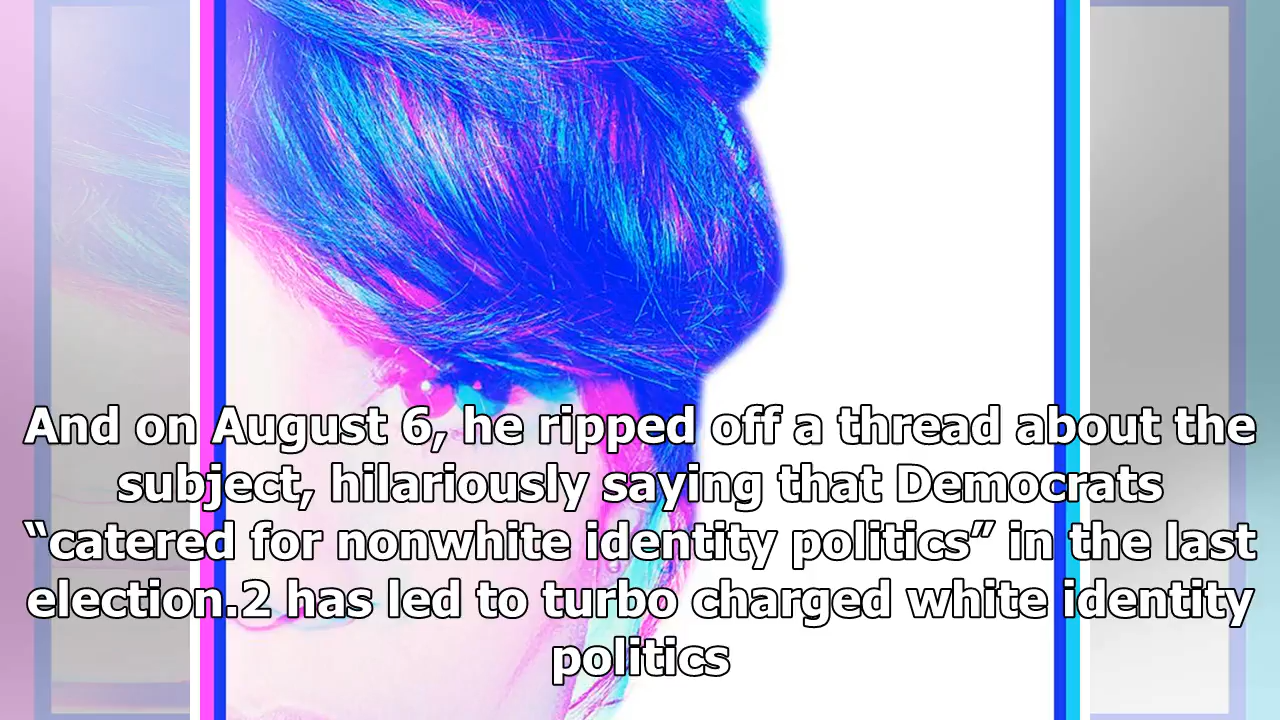 And on August 6, he ripped off a thread about the
subject, hilariously saying that Democrats
“catered for nonwhite identity politics” in the last
election.2 has led to turbo charged white identity
politics